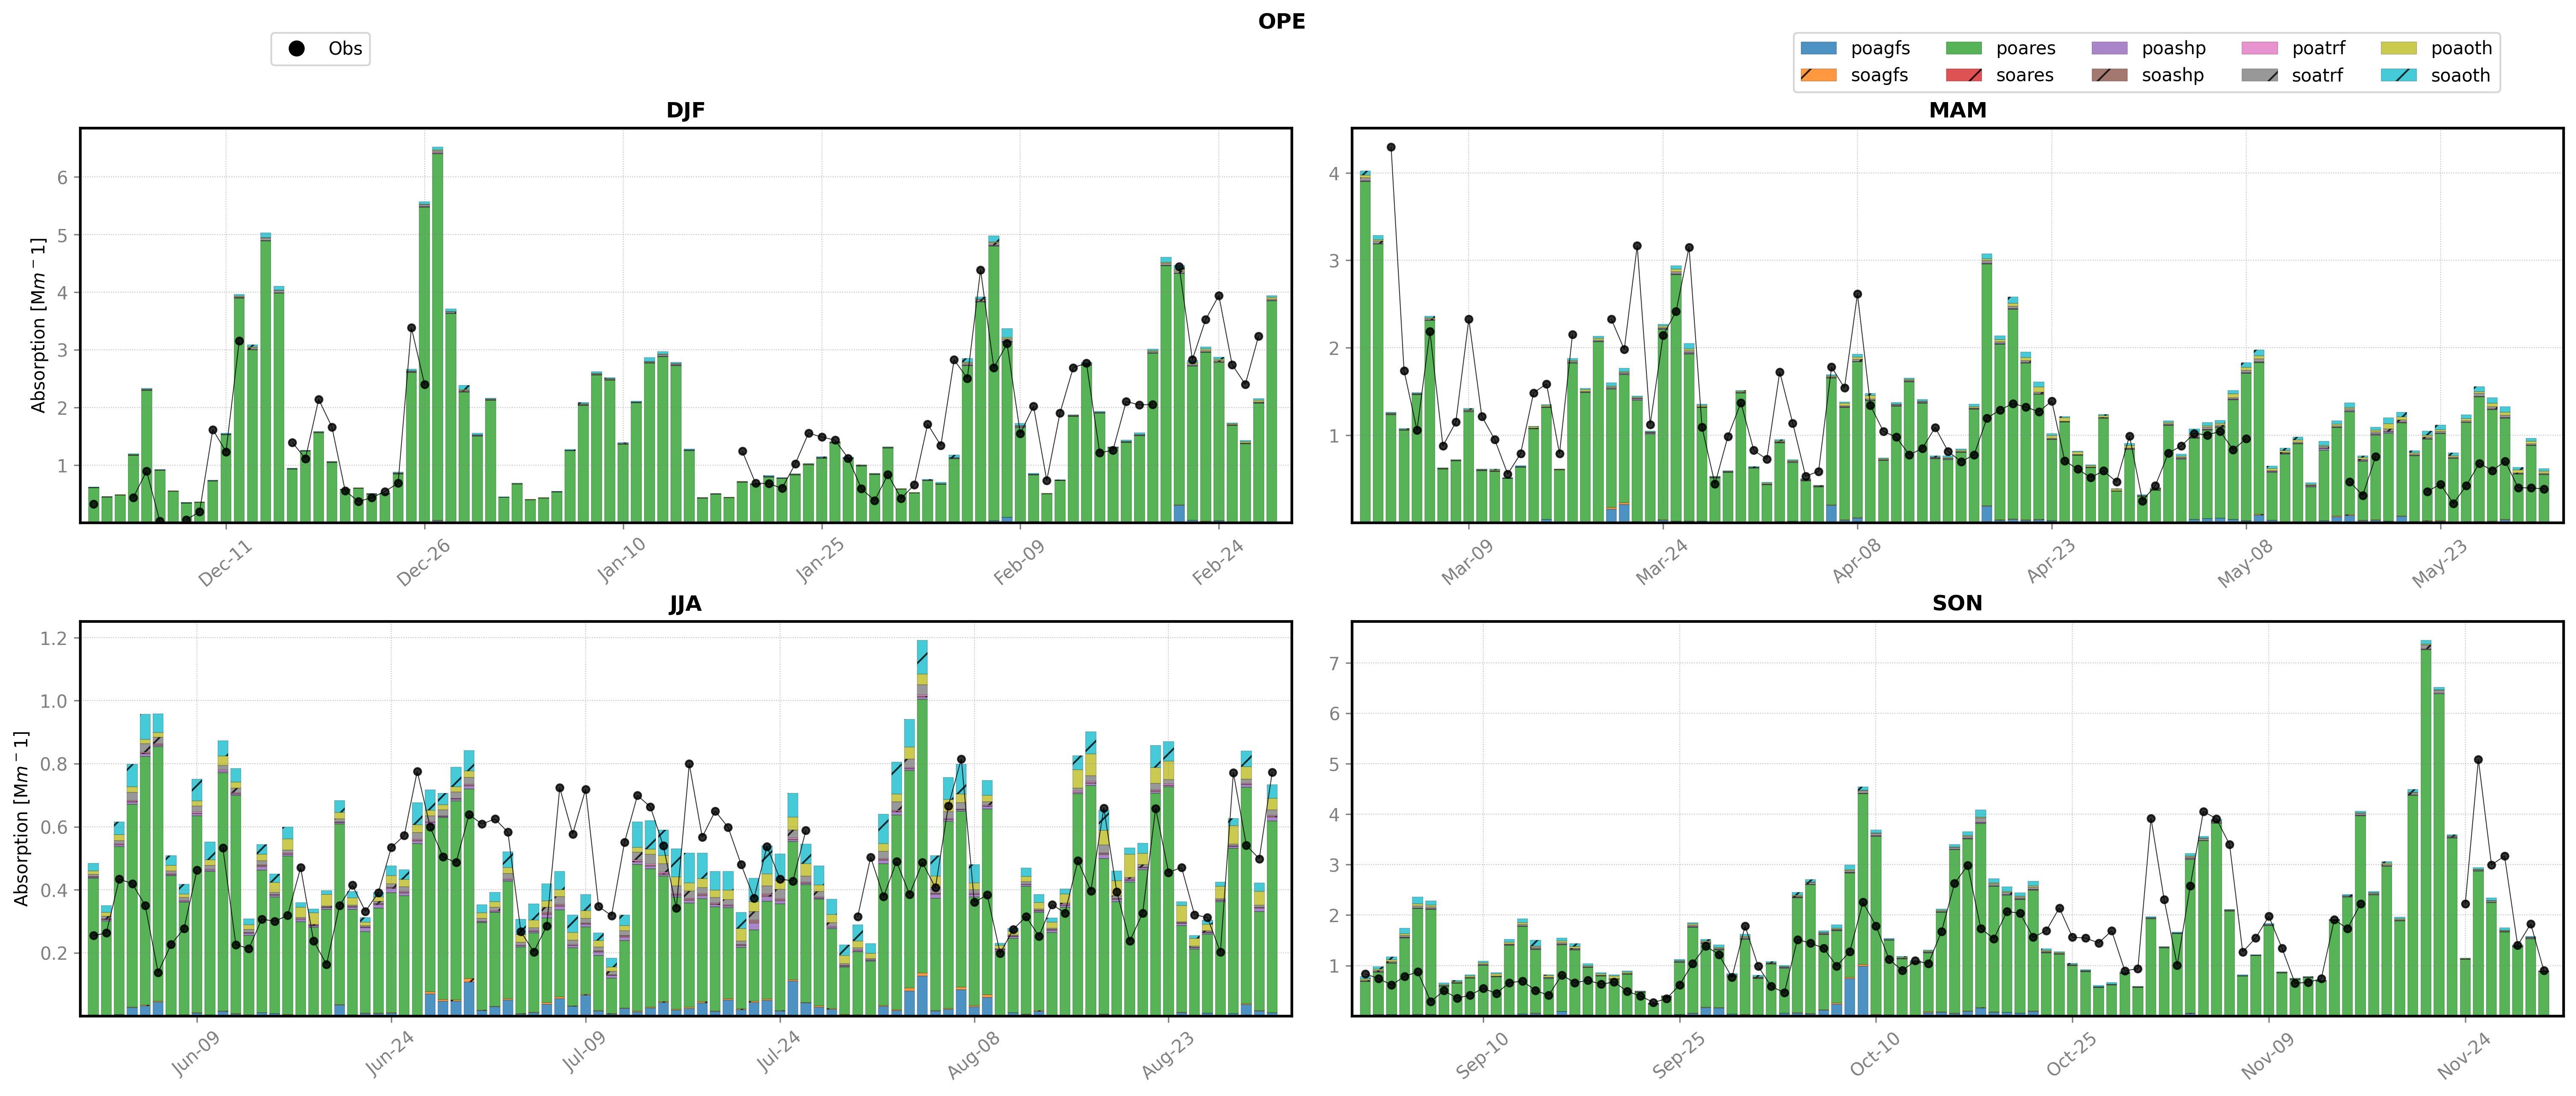 OPE
Obs
poagfs poares poashp poatrf poaoth
soagfs soares soashp soatrf soaoth
DJF
MAM
Absorption [Mm⁻1]
6
5
4
3
2
1
Dec-11 Dec-26 Jan-10 Jan-25 Feb-09 Feb-24
4
3
2
1
Mar-09 Mar-24 Apr-08 Apr-23 May-08 May-23
JJA
SON
Absorption [Mm⁻1]
1.2
1.0
0.8
0.6
0.4
0.2
Jun-09 Jun-24 Jul-09 Jul-24 Aug-08 Aug-23
7
6
5
4
3
2
1
Sep-10 Sep-25 Oct-10 Oct-25 Nov-09 Nov-24